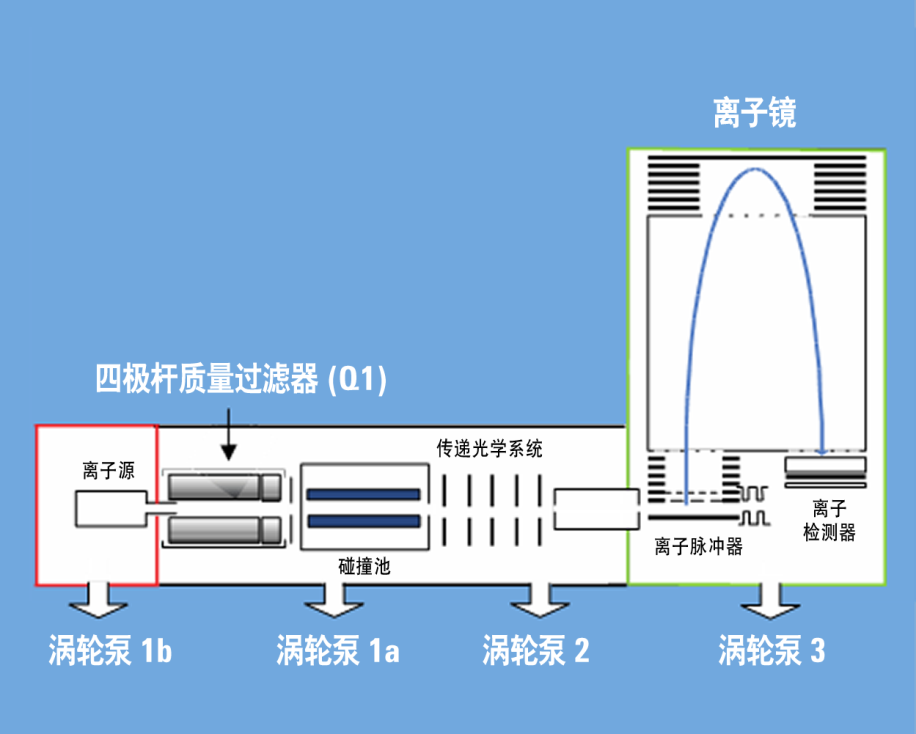 离子镜
四极杆质量过滤器 (Q1)
离子源
传递光学系统
碰撞池
离子脉冲器
离子
检测器
涡轮泵 1b
涡轮泵 1a
涡轮泵 2
涡轮泵 3